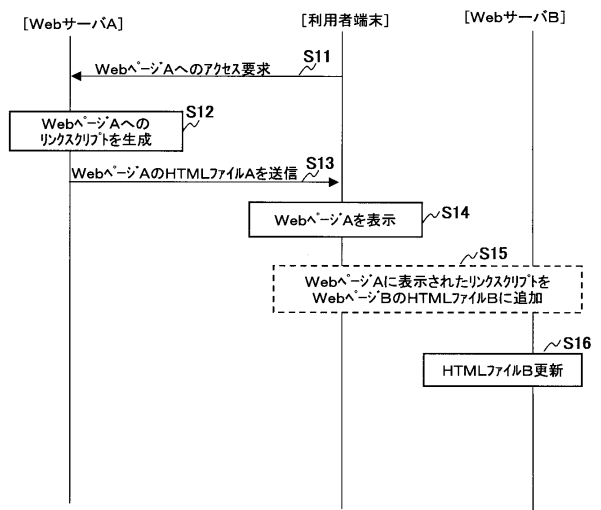 [WebサーバA]
[利用者端末]
[WebサーバB]
S11
WebページAへのアクセス要求
S12
WebページAへの
リンクスクリプトを生成
S13
WebページAのHTMLファイルAを送信
S14
WebページAを表示
S15
WebページAに表示されたリンクスクリプトを
WebページBのHTMLファイルBに追加
S16
HTMLファイルB更新